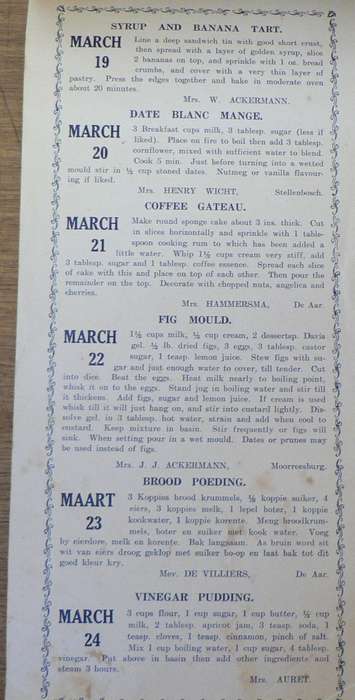 SYRUP AND BANANA TART.
MARCH 19
Line a deep sandwich tin with good short crust,
then spread with a layer of golden syrup, slice
2 bananas on top, and sprinkle with 1 oz. bread
crumbs, and cover with a very thin layer of
pastry. Press the edges together and bake in moderate oven
about 20 minutes.
Mrs. W. ACKERMANN.
DATE BLANC MANGE.
MARCH 20
3 Breakfast cups milk, 3 tablesp. sugar (less if
liked). Place on fire to boil then add 3 tablesp.
cornflower, mixed with sufficient water to blend.
Cook 5 min. Just before turning into a wetted
mould stir in ½ cup stoned dates. Nutmeg or vanilla flavour-
ing if liked.
Mrs. HENRY WICHT, Stellenbosch.
COFFEE GATEAU.
MARCH 21
Make round sponge cake about 3 ins. thick. Cut
in slices horizontally and sprinkle with 1 table-
spoon cooking rum to which has been added a
little water. Whip 1½ cups cream very stiff, add
3 tablesp. sugar and 1 tablesp. coffee essence. Spread each slice
of cake with this and place on top of each other. Then pour the
remainder on the top. Decorate with chopped nuts, angelica and
cherries.
Mrs. HAMMERSMA, De Aar.
FIG MOULD.
MARCH 22
1½ cups milk, ½ cup cream, 2 dessertsp. Davis
gel. ½ lb. dried figs, 3 eggs, 3 tablesp. castor
sugar, 1 teasp. lemon juice. Stew figs with su-
gar and just enough water to cover, till tender. Cut
into dice. Beat the eggs. Heat milk nearly to boiling point,
whisk it on to the eggs. Stand jug in boiling water and stir till
it thickens. Add figs, sugar and lemon juice. If cream is used
whisk till it will just hang on, and stir into custard lightly. Dis-
solve gel. in 3 tablesp. hot water, strain and add when cool to
custard. Keep mixture in basin. Stir frequently or figs will
sink. When setting pour in a wet mould. Dates or prunes may
be used instead of figs.
Mrs. J. J. ACKERMANN, Moorreesburg.
BROOD POEDING.
MAART 23
3 Koppies brood krummels, ½ koppie suiker, 4
eiers, 3 koppies melk, 1 lepel boter, 1 koppie
kookwater, 1 koppie korente. Meng broodkrum-
mels, boter en suiker met kook water. Voeg
by eierdore, melk en korente. Bak langsaam. As bruin word sit
wit van eiers droog geklop met suiker bo-op en laat bak tot dit
goed kleur kry.
Mev. DE VILLIERS, De Aar.
VINEGAR PUDDING.
MARCH 24
3 cups flour, 1 cup sugar, 1 cup butter, ½ cup
milk, 2 tablesp. apricot jam, 3 teasp. soda, 1
teasp. cloves, 1 teasp. cinnamon, pinch of salt.
Mix 1 cup boiling water, 1 cup sugar, 4 tablesp.
vinegar. Put above in basin then add other ingredients and
steam 3 hours.
Mrs. AURET.